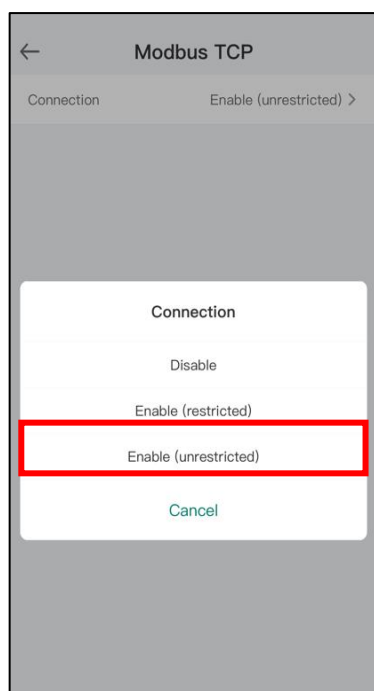 Modbus TCP
Connection Enable (unrestricted) >
Connection
Disable
Enable (restricted)
Enable (unrestricted)
Cancel